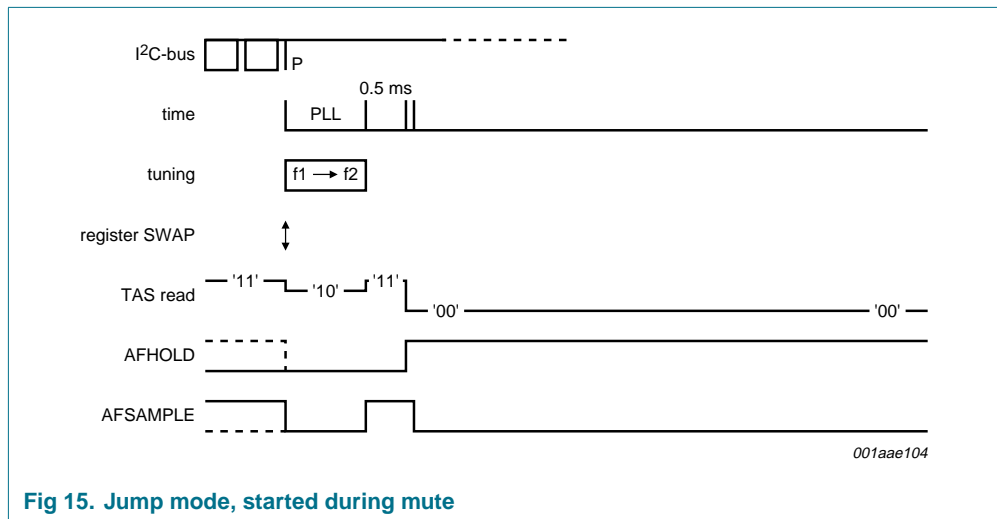 I²C-bus
P
0.5 ms
time
PLL
tuning
f1 → f2
register SWAP
TAS read
'11'
'10'
'11'
'00'
'00'
AFHOLD
AFSAMPLE
001aae104
Fig 15. Jump mode, started during mute